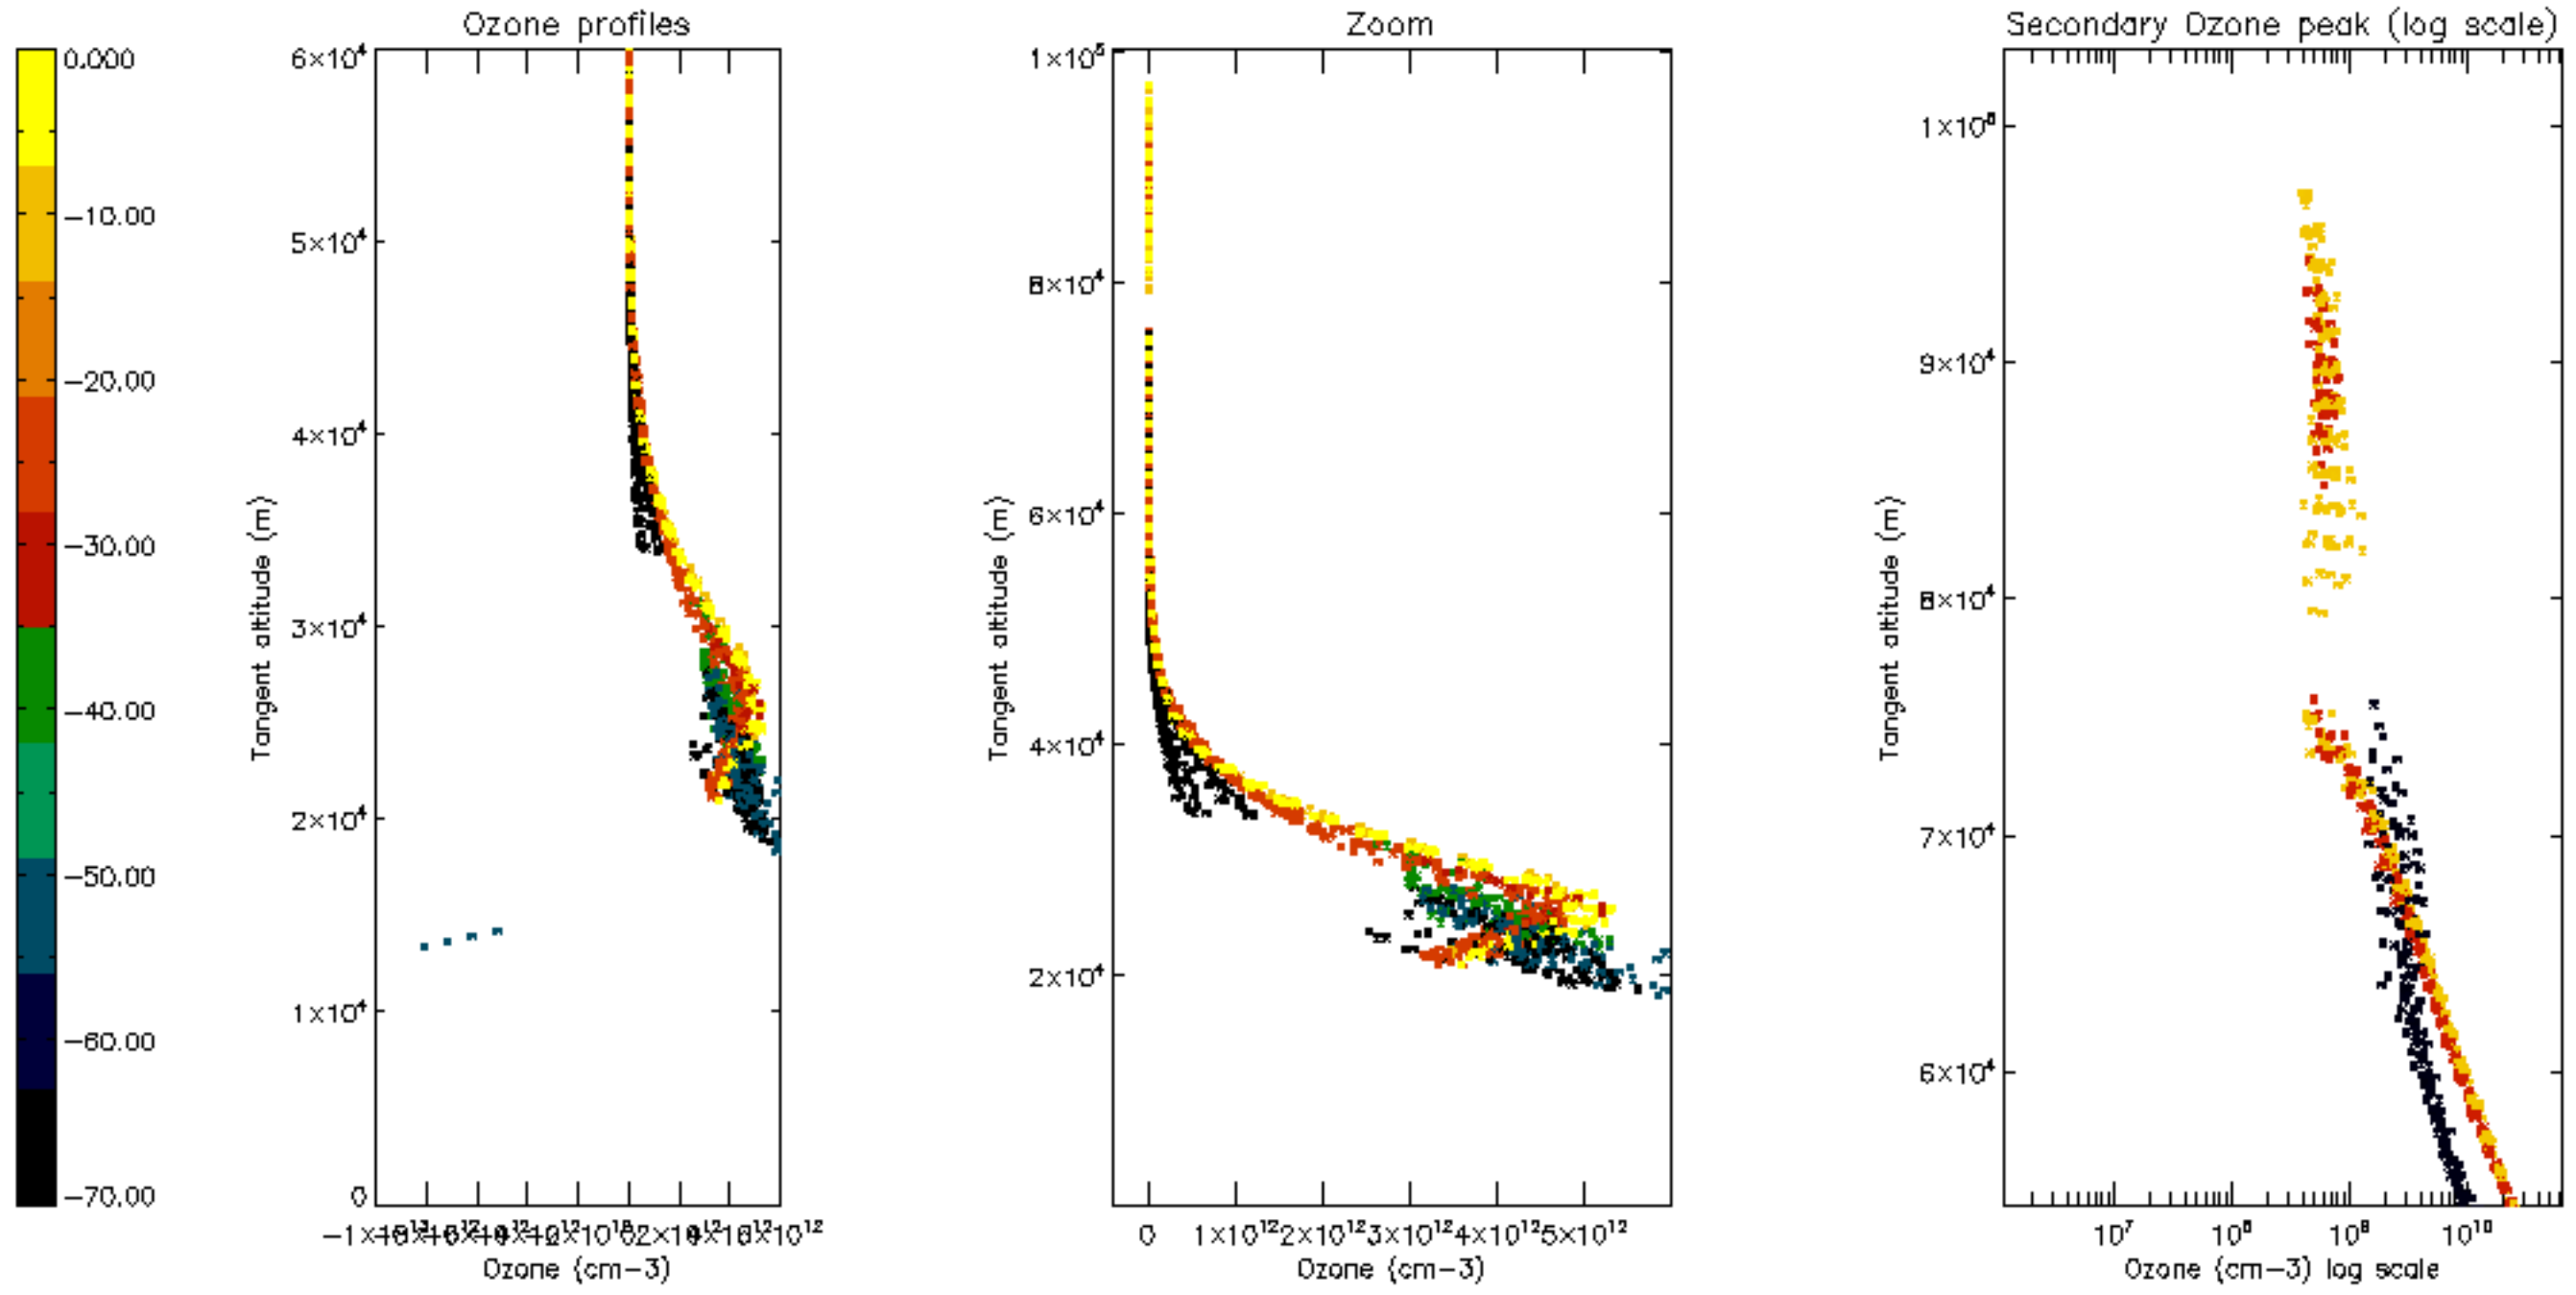 Ozone profiles
Zoom
Secondary Ozone peak (log scale)
0.000
−10.00
−20.00
−30.00
−40.00
−50.00
−60.00
−70.00
6×10⁴
5×10⁴
4×10⁴
3×10⁴
2×10⁴
1×10⁴
0
Tangent altitude (m)
6×10¹²
Ozone (cm−3)
1×10⁵
8×10⁴
6×10⁴
4×10⁴
2×10⁴
Tangent altitude (m)
0 1×10¹² 2×10¹² 3×10¹² 4×10¹² 5×10¹²
Ozone (cm−3)
1×10⁵
9×10⁴
8×10⁴
7×10⁴
6×10⁴
Tangent altitude (m)
10⁷ 10⁸ 10⁹ 10¹⁰
Ozone (cm−3) log scale